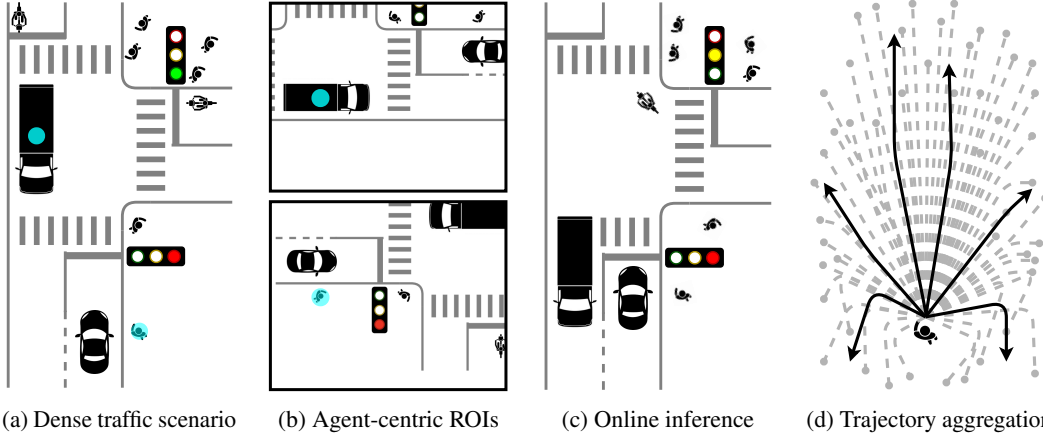 (a) Dense traffic scenario
(b) Agent-centric ROIs
(c) Online inference
(d) Trajectory aggregation